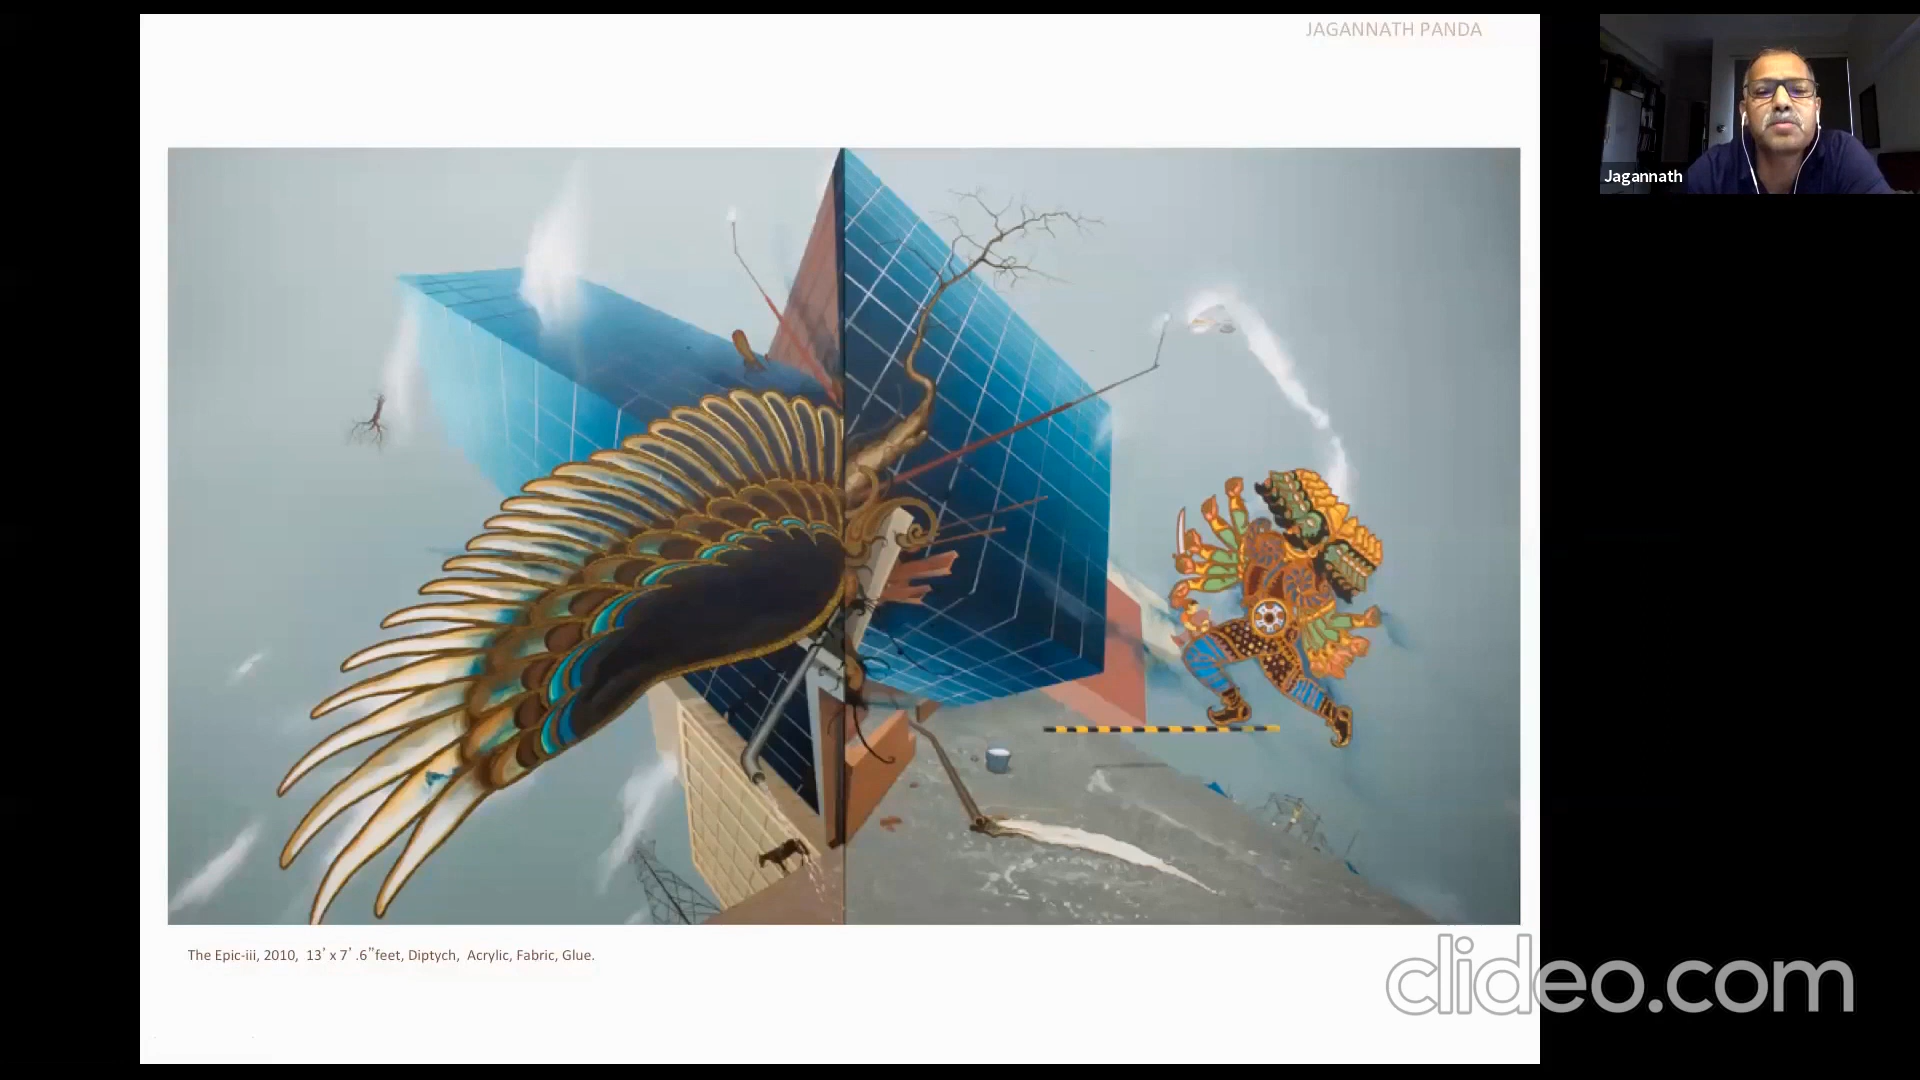 JAGANNATH PANDA
Jagannath
The Epic-iii, 2010, 13' x 7' .6"feet, Diptych, Acrylic, Fabric, Glue.
clideo.com